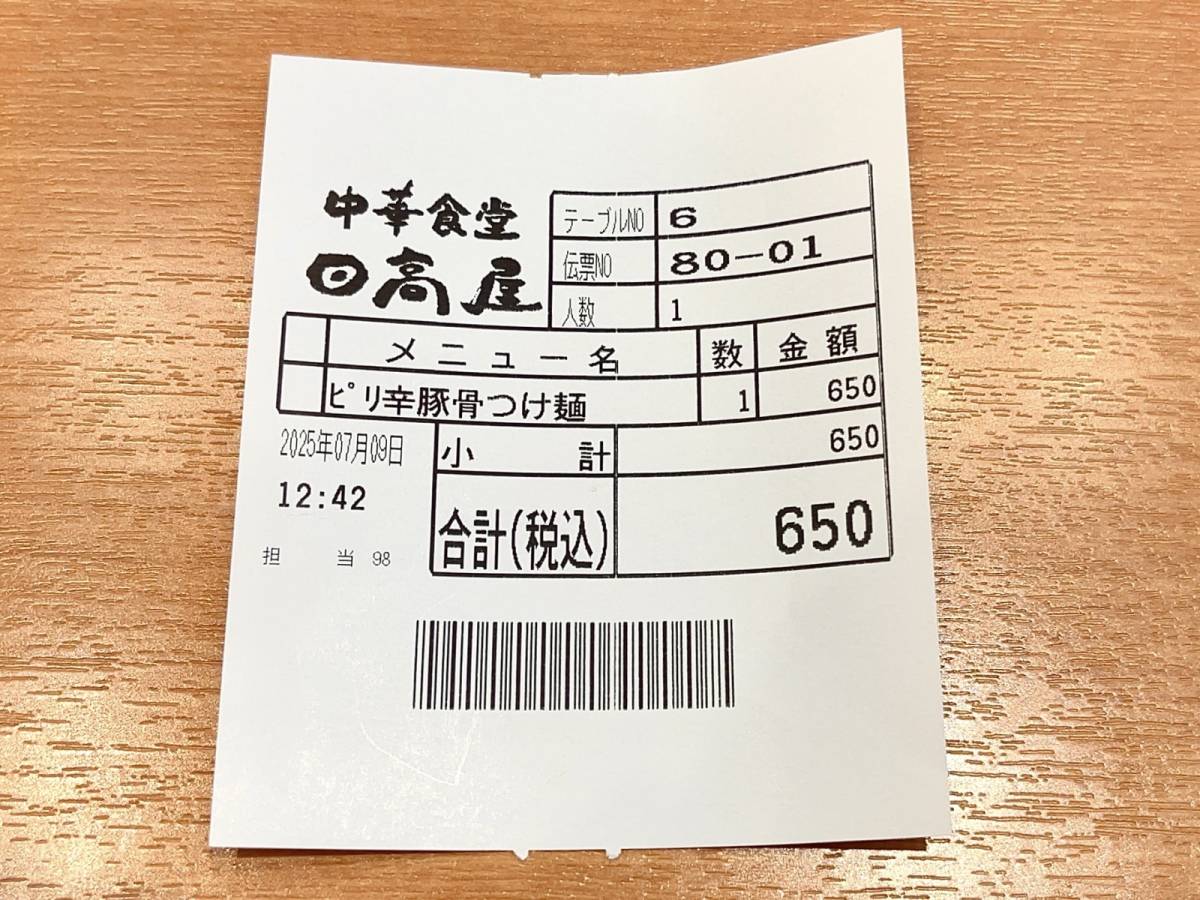 中華食堂
日高屋
テーブルNO 6
伝票NO 80-01
人数 1
メニュー名 数 金額
ピリ辛豚骨つけ麺 1 650
小計 650
合計(税込) 650
2025年07月09日
12:42
担当 98